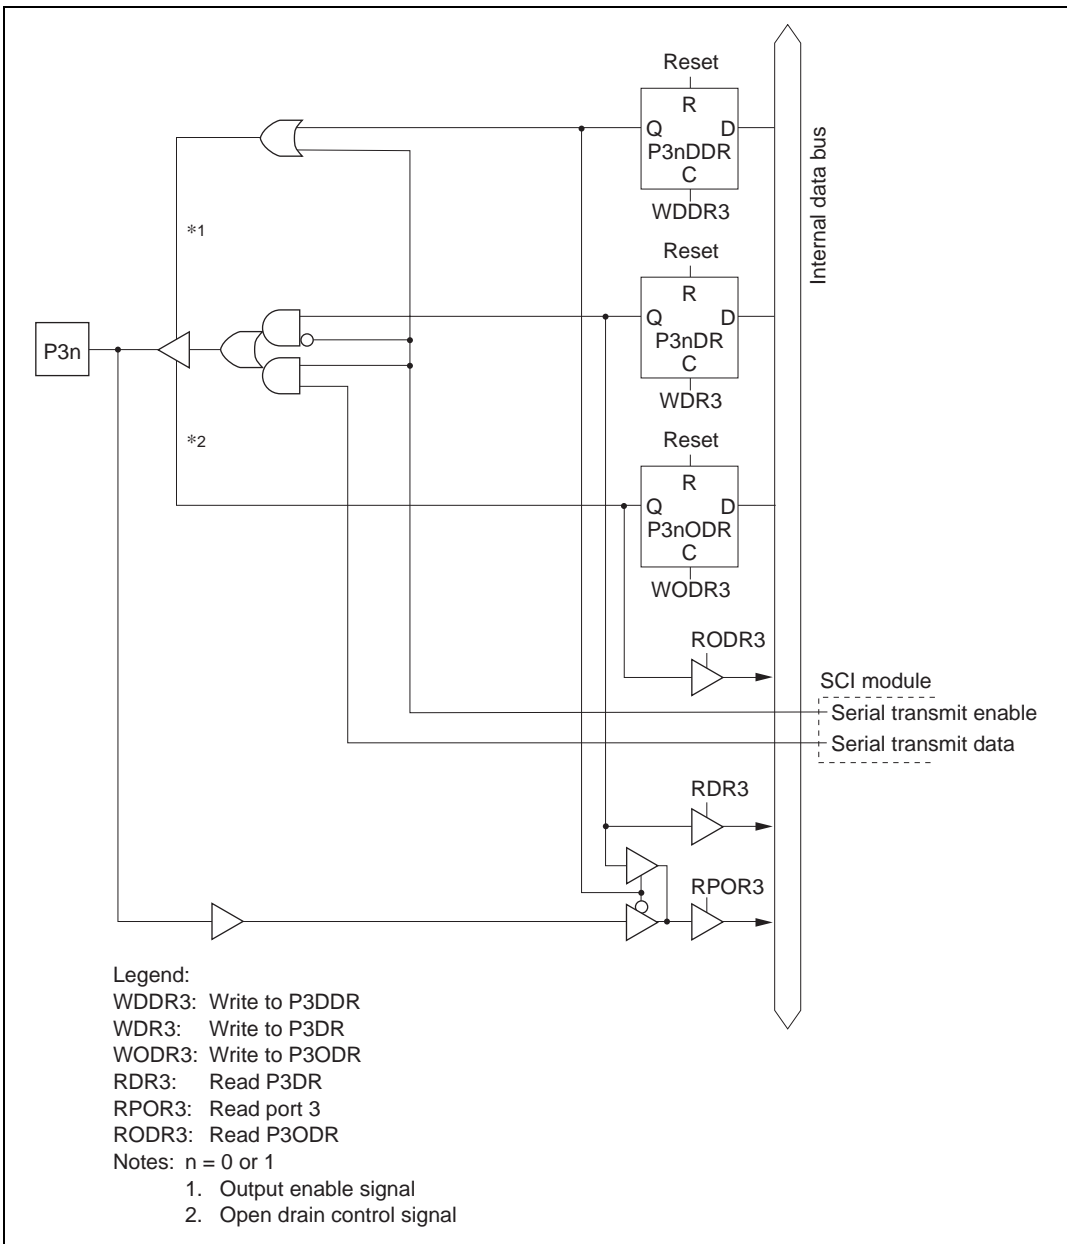 Reset
R
Q D
P3nDDR
C
WDDR3
Internal data bus
*1
Reset
R
Q D
P3nDR
C
WDR3
P3n
*2
Reset
R
Q D
P3nODR
C
WODR3
RODR3
SCI module
Serial transmit enable
Serial transmit data
RDR3
RPOR3
Legend:
WDDR3: Write to P3DDR
WDR3: Write to P3DR
WODR3: Write to P3ODR
RDR3: Read P3DR
RPOR3: Read port 3
RODR3: Read P3ODR
Notes: n = 0 or 1
1. Output enable signal
2. Open drain control signal